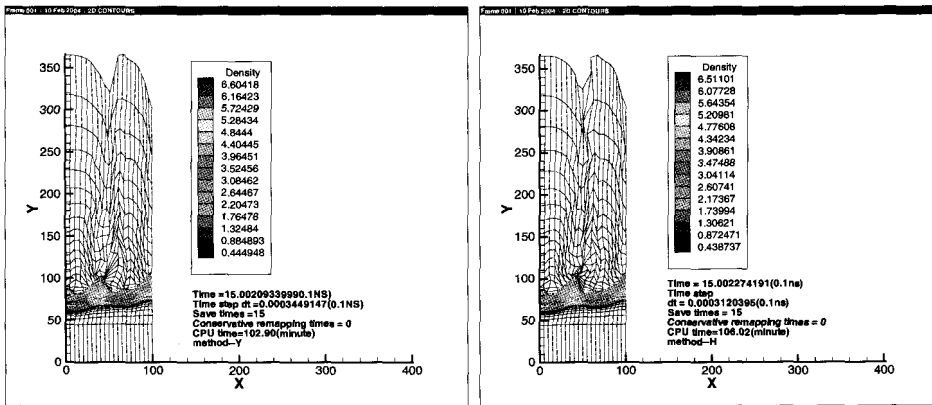 Frame 001 | 10 Feb 2004 | 2D CONTOURS
350
300
250
200
150
100
50
0
Y
0
100
200
300
400
X
Density
6.60418
6.16423
5.72429
5.28434
4.8444
4.40445
3.96451
3.52456
3.08462
2.64467
2.20473
1.76478
1.32484
0.884893
0.444948
Time =15.00209339990.1NS)
Time step dt =0.0003449147(0.1NS)
Save times=15
Conservative remapping times = 0
CPU time=102.90(minute)
method--Y
Frame 001 | 10 Feb 2004 | 2D CONTOURS
350
300
250
200
150
100
50
0
Y
0
100
200
300
400
X
Density
6.51101
6.07728
5.64354
5.20981
4.77608
4.34234
3.90861
3.47488
3.04114
2.60741
2.17367
1.73994
1.30621
0.872471
0.438737
Time = 15.002274191(0.1ns)
Time step
dt = 0.0003120395(0.1ns)
Save times = 15
Conservative remapping times = 0
CPU time=106.02(minute)
method--H